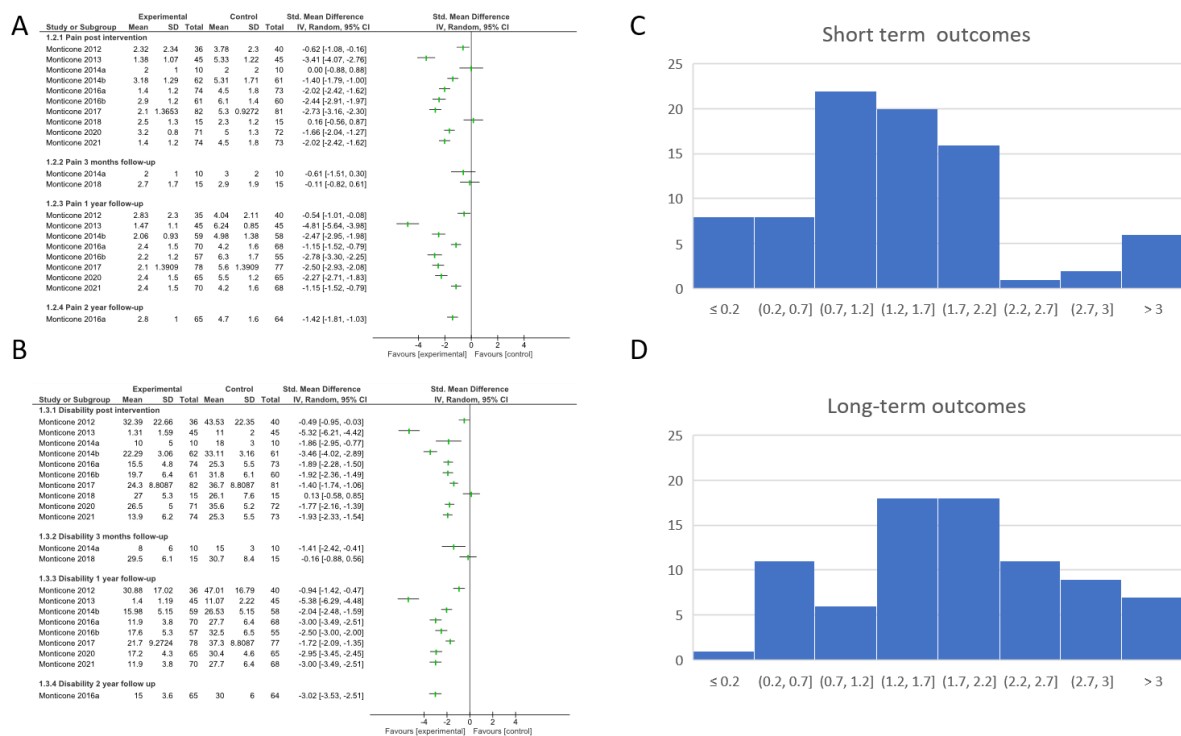 A
Experimental Control Std. Mean Difference Std. Mean Difference
Study or Subgroup Mean SD Total Mean SD Total IV, Random, 95% CI IV, Random, 95% CI
1.2.1 Pain post intervention
Monticone 2012 2.32 2.34 36 3.78 2.3 40 -0.62 [-1.08, -0.16]
Monticone 2013 1.38 1.07 45 5.33 1.22 45 -3.41 [-4.07, -2.76]
Monticone 2014a 2 1 10 2 2 10 0.00 [-0.88, 0.88]
Monticone 2014b 3.18 1.29 62 5.31 1.71 61 -1.40 [-1.79, -1.00]
Monticone 2016a 1.4 1.2 74 4.5 1.8 73 -2.02 [-2.42, -1.62]
Monticone 2016b 2.9 1.2 61 6.1 1.4 60 -2.44 [-2.91, -1.97]
Monticone 2017 2.1 1.3653 82 5.3 0.9272 81 -2.73 [-3.16, -2.30]
Monticone 2018 2.5 1.3 15 2.3 1.2 15 0.16 [-0.56, 0.87]
Monticone 2020 3.2 0.8 71 5 1.3 72 -1.66 [-2.04, -1.27]
Monticone 2021 1.4 1.2 74 4.5 1.8 73 -2.02 [-2.42, -1.62]
1.2.2 Pain 3 months follow-up
Monticone 2014a 2 1 10 3 2 10 -0.61 [-1.51, 0.30]
Monticone 2018 2.7 1.7 15 2.9 1.9 15 -0.11 [-0.82, 0.61]
1.2.3 Pain 1 year follow-up
Monticone 2012 2.83 2.3 35 4.04 2.11 40 -0.54 [-1.01, -0.08]
Monticone 2013 1.47 1.1 45 6.24 0.85 45 -4.81 [-5.64, -3.98]
Monticone 2014b 2.06 0.93 59 4.98 1.38 58 -2.47 [-2.95, -1.98]
Monticone 2016a 2.4 1.5 70 4.2 1.6 68 -1.15 [-1.52, -0.79]
Monticone 2016b 2.2 1.2 57 6.3 1.7 55 -2.78 [-3.30, -2.25]
Monticone 2017 2.1 1.3909 78 5.6 1.3909 77 -2.50 [-2.93, -2.08]
Monticone 2020 2.4 1.5 65 5.5 1.2 65 -2.27 [-2.71, -1.83]
Monticone 2021 2.4 1.5 70 4.2 1.6 68 -1.15 [-1.52, -0.79]
1.2.4 Pain 2 year follow-up
Monticone 2016a 2.8 1 65 4.7 1.6 64 -1.42 [-1.81, -1.03]
-4 -2 0 2 4
Favours [experimental] Favours [control]
B
Experimental Control Std. Mean Difference Std. Mean Difference
Study or Subgroup Mean SD Total Mean SD Total IV, Random, 95% CI IV, Random, 95% CI
1.3.1 Disability post intervention
Monticone 2012 32.39 22.66 36 43.53 22.35 40 -0.49 [-0.95, -0.03]
Monticone 2013 1.31 1.59 45 11 2 45 -5.32 [-6.21, -4.42]
Monticone 2014a 10 5 10 18 3 10 -1.86 [-2.95, -0.77]
Monticone 2014b 22.29 3.06 62 33.11 3.16 61 -3.46 [-4.02, -2.89]
Monticone 2016a 15.5 4.8 74 25.3 5.5 73 -1.89 [-2.28, -1.50]
Monticone 2016b 19.7 6.4 61 31.8 6.1 60 -1.92 [-2.36, -1.49]
Monticone 2017 24.3 8.8087 82 36.7 8.8087 81 -1.40 [-1.74, -1.06]
Monticone 2018 27 5.3 15 26.1 7.6 15 0.13 [-0.58, 0.85]
Monticone 2020 26.5 5 71 35.6 5.2 72 -1.77 [-2.16, -1.39]
Monticone 2021 13.9 6.2 74 25.3 5.5 73 -1.93 [-2.33, -1.54]
1.3.2 Disability 3 months follow-up
Monticone 2014a 8 6 10 15 3 10 -1.41 [-2.42, -0.41]
Monticone 2018 29.5 6.1 15 30.7 8.4 15 -0.16 [-0.88, 0.56]
1.3.3 Disability 1 year follow-up
Monticone 2012 30.88 17.02 36 47.01 16.79 40 -0.94 [-1.42, -0.47]
Monticone 2013 1.4 1.19 45 11.07 2.22 45 -5.38 [-6.29, -4.48]
Monticone 2014b 15.98 5.15 59 26.53 5.15 58 -2.04 [-2.48, -1.59]
Monticone 2016a 11.9 3.8 70 27.7 6.4 68 -3.00 [-3.49, -2.51]
Monticone 2016b 17.6 5.3 57 32.5 6.5 55 -2.50 [-3.00, -2.00]
Monticone 2017 21.7 9.2724 78 37.3 8.8087 77 -1.72 [-2.09, -1.35]
Monticone 2020 17.2 4.3 65 30.4 4.6 65 -2.95 [-3.45, -2.45]
Monticone 2021 11.9 3.8 70 27.7 6.4 68 -3.00 [-3.49, -2.51]
1.3.4 Disability 2 year follow up
Monticone 2016a 15 3.6 65 30 6 64 -3.02 [-3.53, -2.51]
-4 -2 0 2 4
Favours [experimental] Favours [control]
C
Short term outcomes
25
20
15
10
5
0
≤ 0.2 (0.2, 0.7] (0.7, 1.2] (1.2, 1.7] (1.7, 2.2] (2.2, 2.7] (2.7, 3] > 3
D
Long-term outcomes
25
20
15
10
5
0
≤ 0.2 (0.2, 0.7] (0.7, 1.2] (1.2, 1.7] (1.7, 2.2] (2.2, 2.7] (2.7, 3] > 3